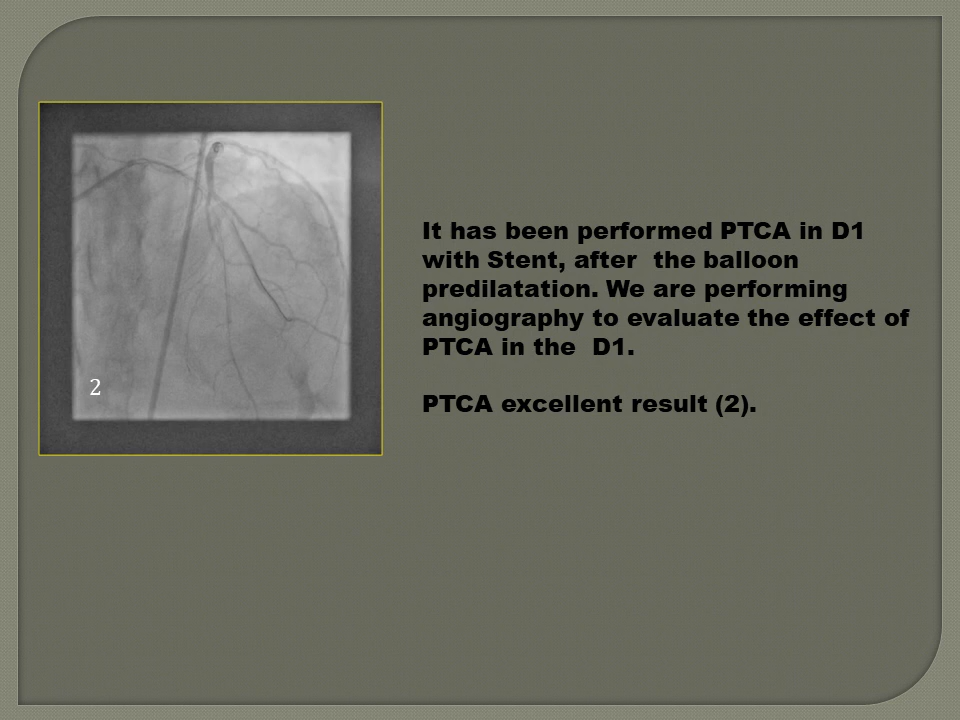 2
It has been performed PTCA in D1
with Stent, after  the balloon
predilatation. We are performing
angiography to evaluate the effect of
PTCA in the  D1.
PTCA excellent result (2).